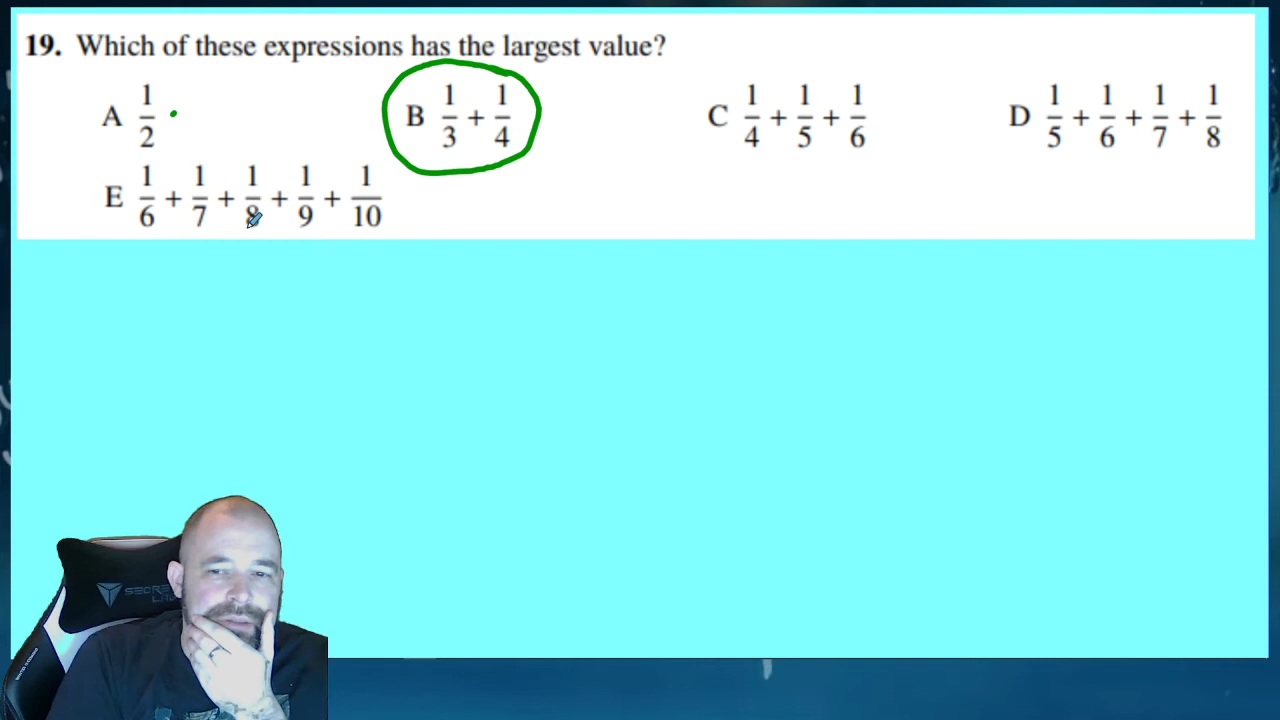 19. Which of these expressions has the largest value?
A 1/2 B 1/3 + 1/4 C 1/4 + 1/5 + 1/6 D 1/5 + 1/6 + 1/7 + 1/8
E 1/6 + 1/7 + 1/8 + 1/9 + 1/10